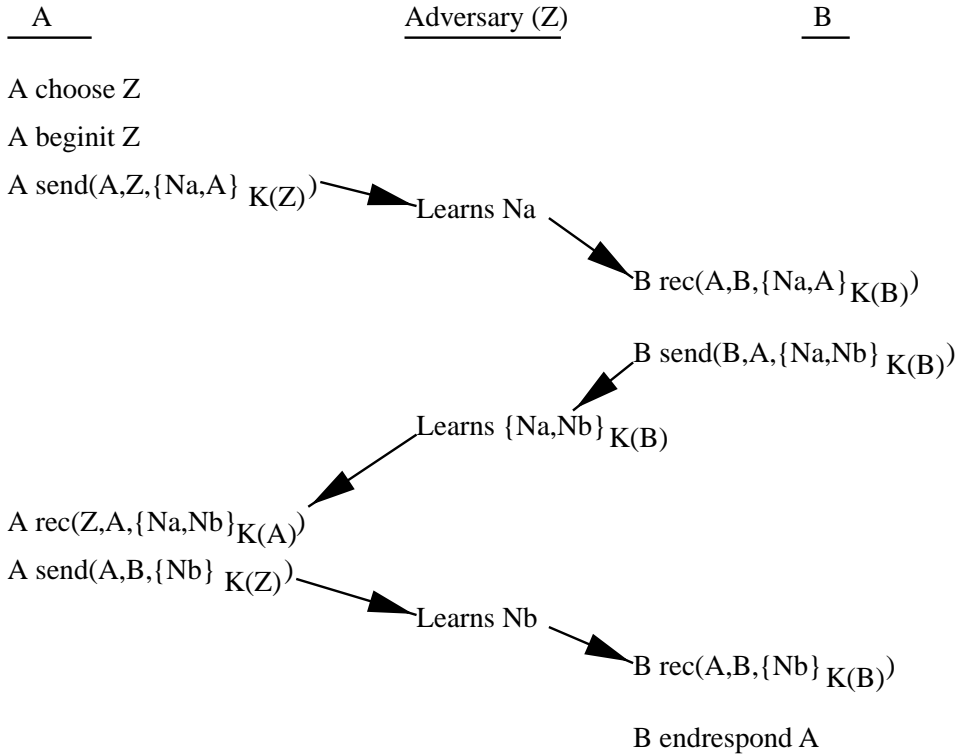 A Adversary (Z) B
A choose Z
A beginit Z
A send(A,Z,{Na,A} K(Z))
Learns Na
B rec(A,B,{Na,A}K(B))
B send(B,A,{Na,Nb} K(B))
Learns {Na,Nb}K(B)
A rec(Z,A,{Na,Nb}K(A))
A send(A,B,{Nb} K(Z))
Learns Nb
B rec(A,B,{Nb} K(B))
B endrespond A